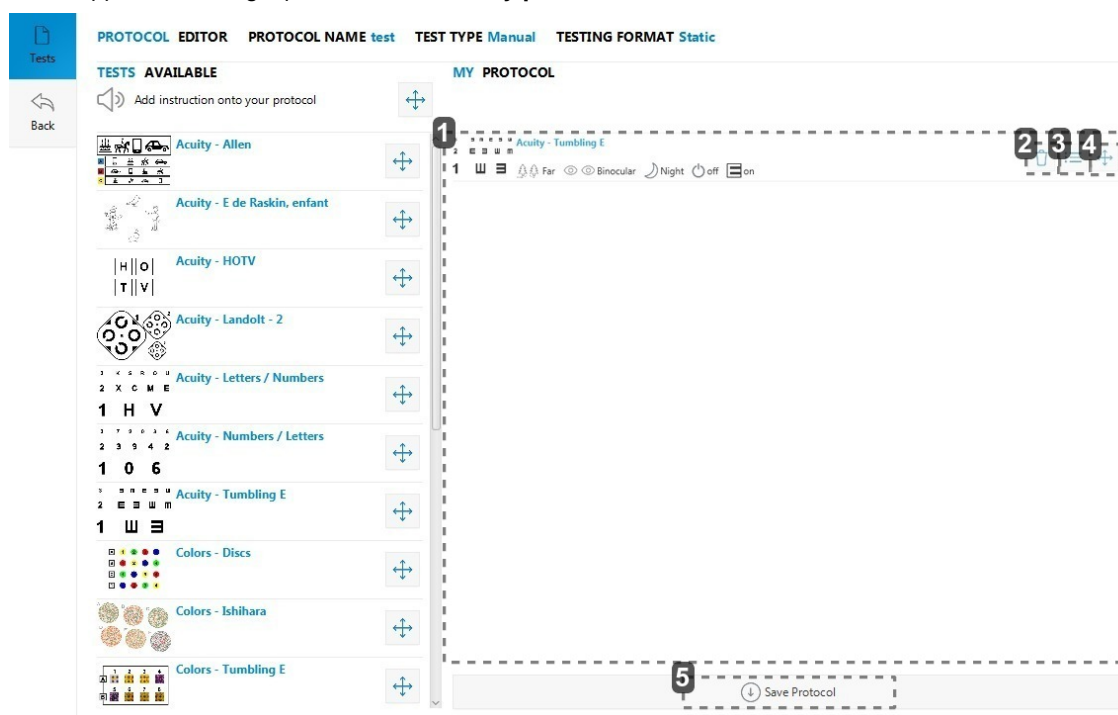 PROTOCOL EDITOR PROTOCOL NAME test TEST TYPE Manual TESTING FORMAT Static
Tests
Back
TESTS AVAILABLE
Add instruction onto your protocol
Acuity - Allen
Acuity - E de Raskin, enfant
H O
T V
Acuity - HOTV
Acuity - Landolt - 2
2 X C M E
1 H V
Acuity - Letters / Numbers
2 3 9 4 2
1 0 6
Acuity - Numbers / Letters
Acuity - Tumbling E
Colors - Discs
Colors - Ishihara
Colors - Tumbling E
MY PROTOCOL
1
Acuity - Tumbling E
Far Binocular Night off on
2 3 4
5
Save Protocol